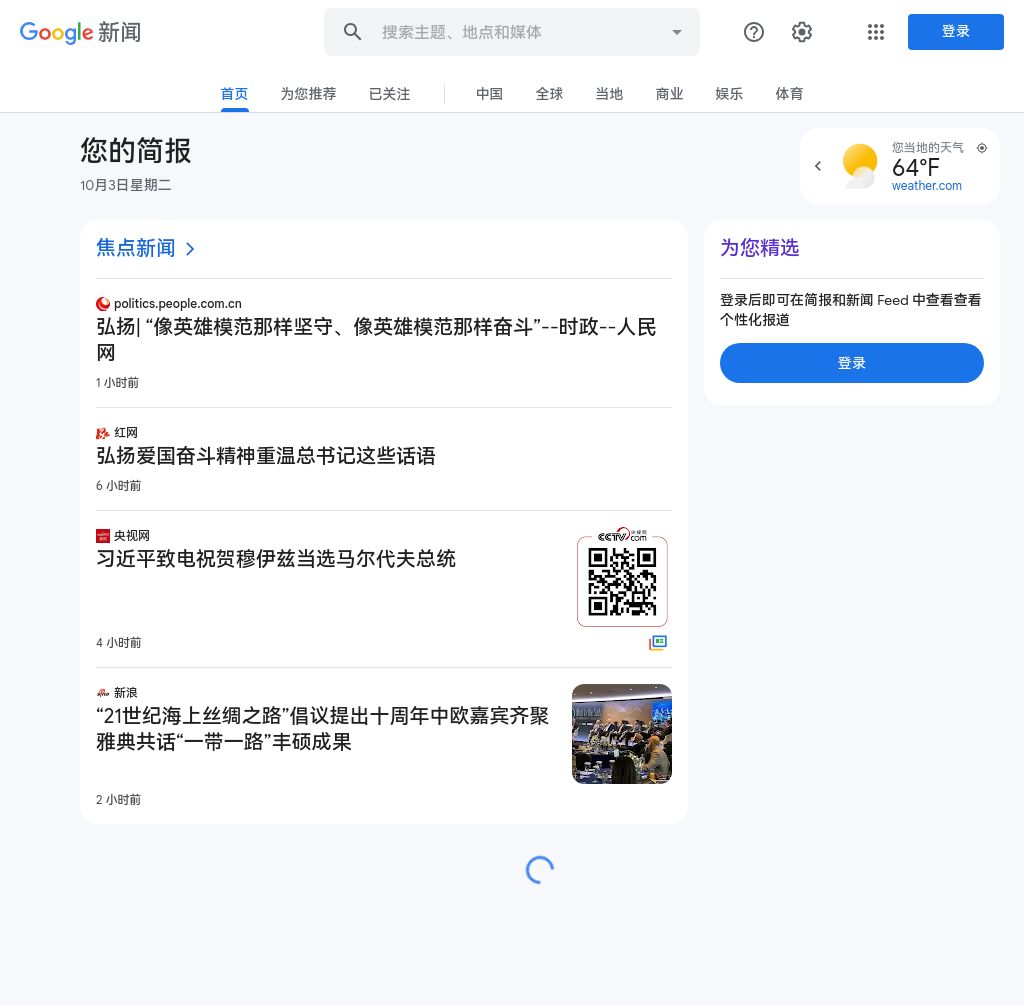 Google 新闻
搜索主题、地点和媒体
登录
首页 为您推荐 已关注 中国 全球 当地 商业 娱乐 体育
您的简报
10月3日星期二
您当地的天气
64°F
weather.com
焦点新闻
politics.people.com.cn
弘扬| “像英雄模范那样坚守、像英雄模范那样奋斗”--时政--人民
网
1 小时前
红网
弘扬爱国奋斗精神重温总书记这些话语
6 小时前
央视网
习近平致电祝贺穆伊兹当选马尔代夫总统
CCTV.com 央视网
4 小时前
新浪
“21世纪海上丝绸之路”倡议提出十周年中欧嘉宾齐聚
雅典共话“一带一路”丰硕成果
2 小时前
为您精选
登录后即可在简报和新闻 Feed 中查看查看
个性化报道
登录